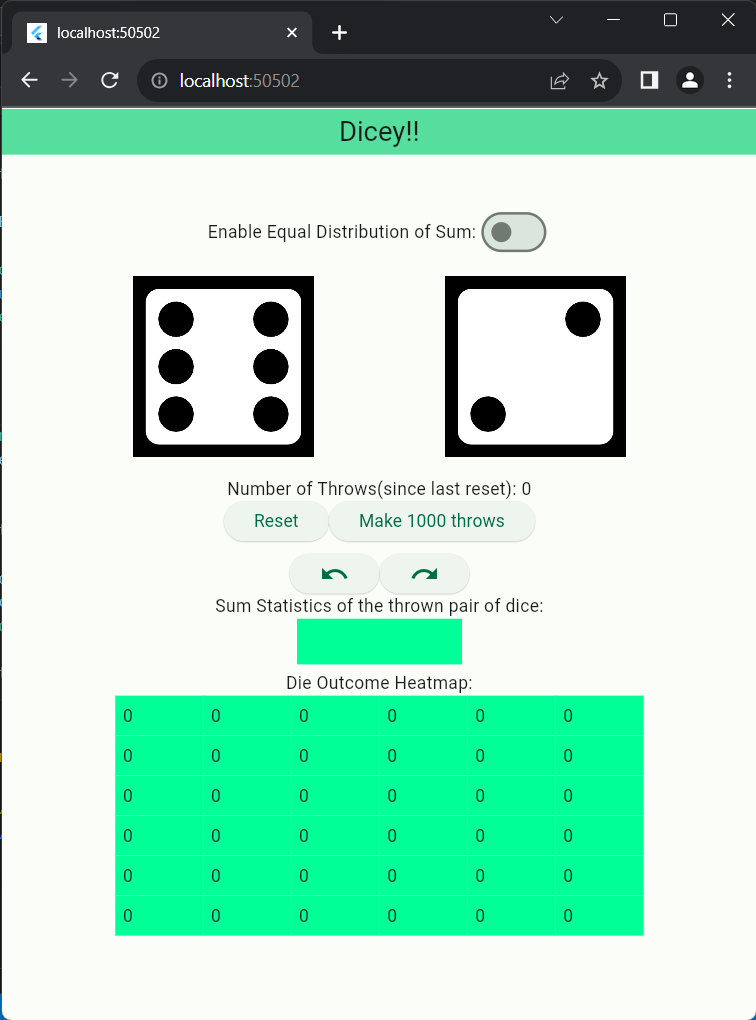 localhost:50502
localhost:50502
Dicey!!
Enable Equal Distribution of Sum:
Number of Throws(since last reset): 0
Reset Make 1000 throws
Sum Statistics of the thrown pair of dice:
Die Outcome Heatmap:
0 0 0 0 0 0
0 0 0 0 0 0
0 0 0 0 0 0
0 0 0 0 0 0
0 0 0 0 0 0
0 0 0 0 0 0